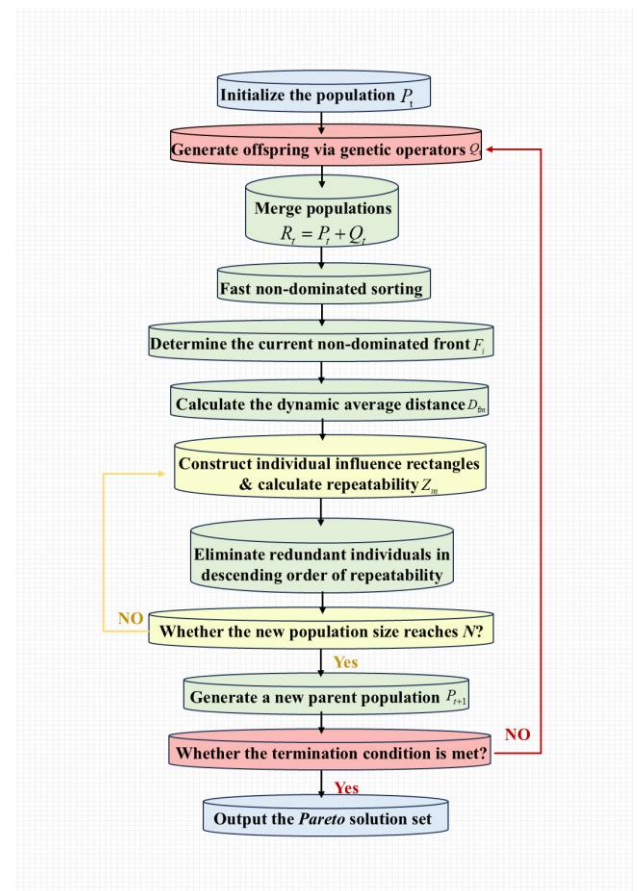 Initialize the population P_t
Generate offspring via genetic operators Q_t
Merge populations
R_t = P_t + Q_t
Fast non-dominated sorting
Determine the current non-dominated front F_i
Calculate the dynamic average distance D_fm
Construct individual influence rectangles
& calculate repeatability Z_m
Eliminate redundant individuals in
descending order of repeatability
NO
Whether the new population size reaches N?
Yes
Generate a new parent population P_{t+1}
NO
Whether the termination condition is met?
Yes
Output the Pareto solution set